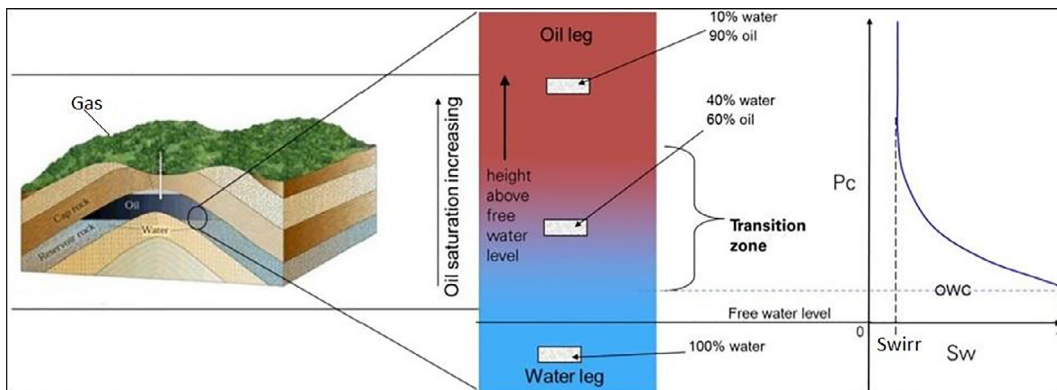 Gas
Cap rock
Oil
Reservoir rock
Water
Oil saturation increasing
Oil leg
height
above
free
water
level
Water leg
10% water
90% oil
40% water
60% oil
Transition
zone
Free water level
100% water
Pc
OWC
0
Swirr
Sw